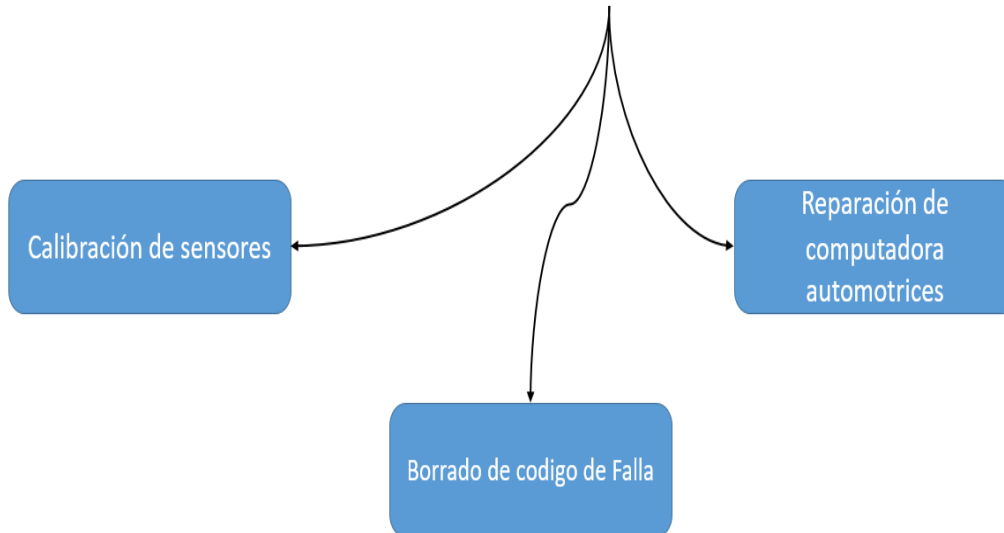 Calibración de sensores
Reparación de
computadora
automotrices
Borrado de codigo de Falla